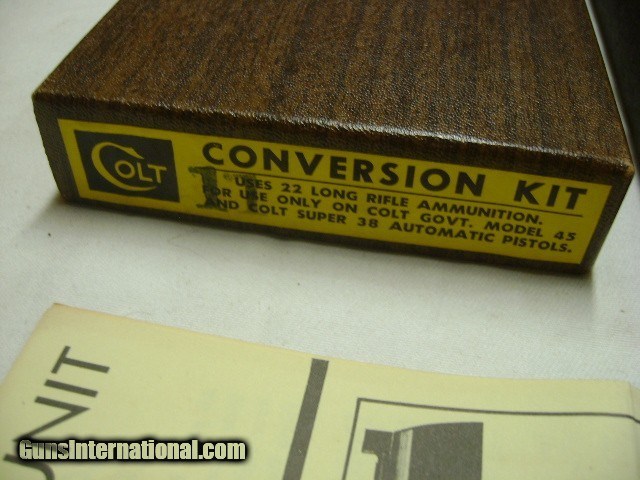 COLT
CONVERSION KIT
USES 22 LONG RIFLE AMMUNITION.
FOR USE ONLY ON COLT GOVT. MODEL 45
AND COLT SUPER 38 AUTOMATIC PISTOLS.
UNIT
GunsInternational.com